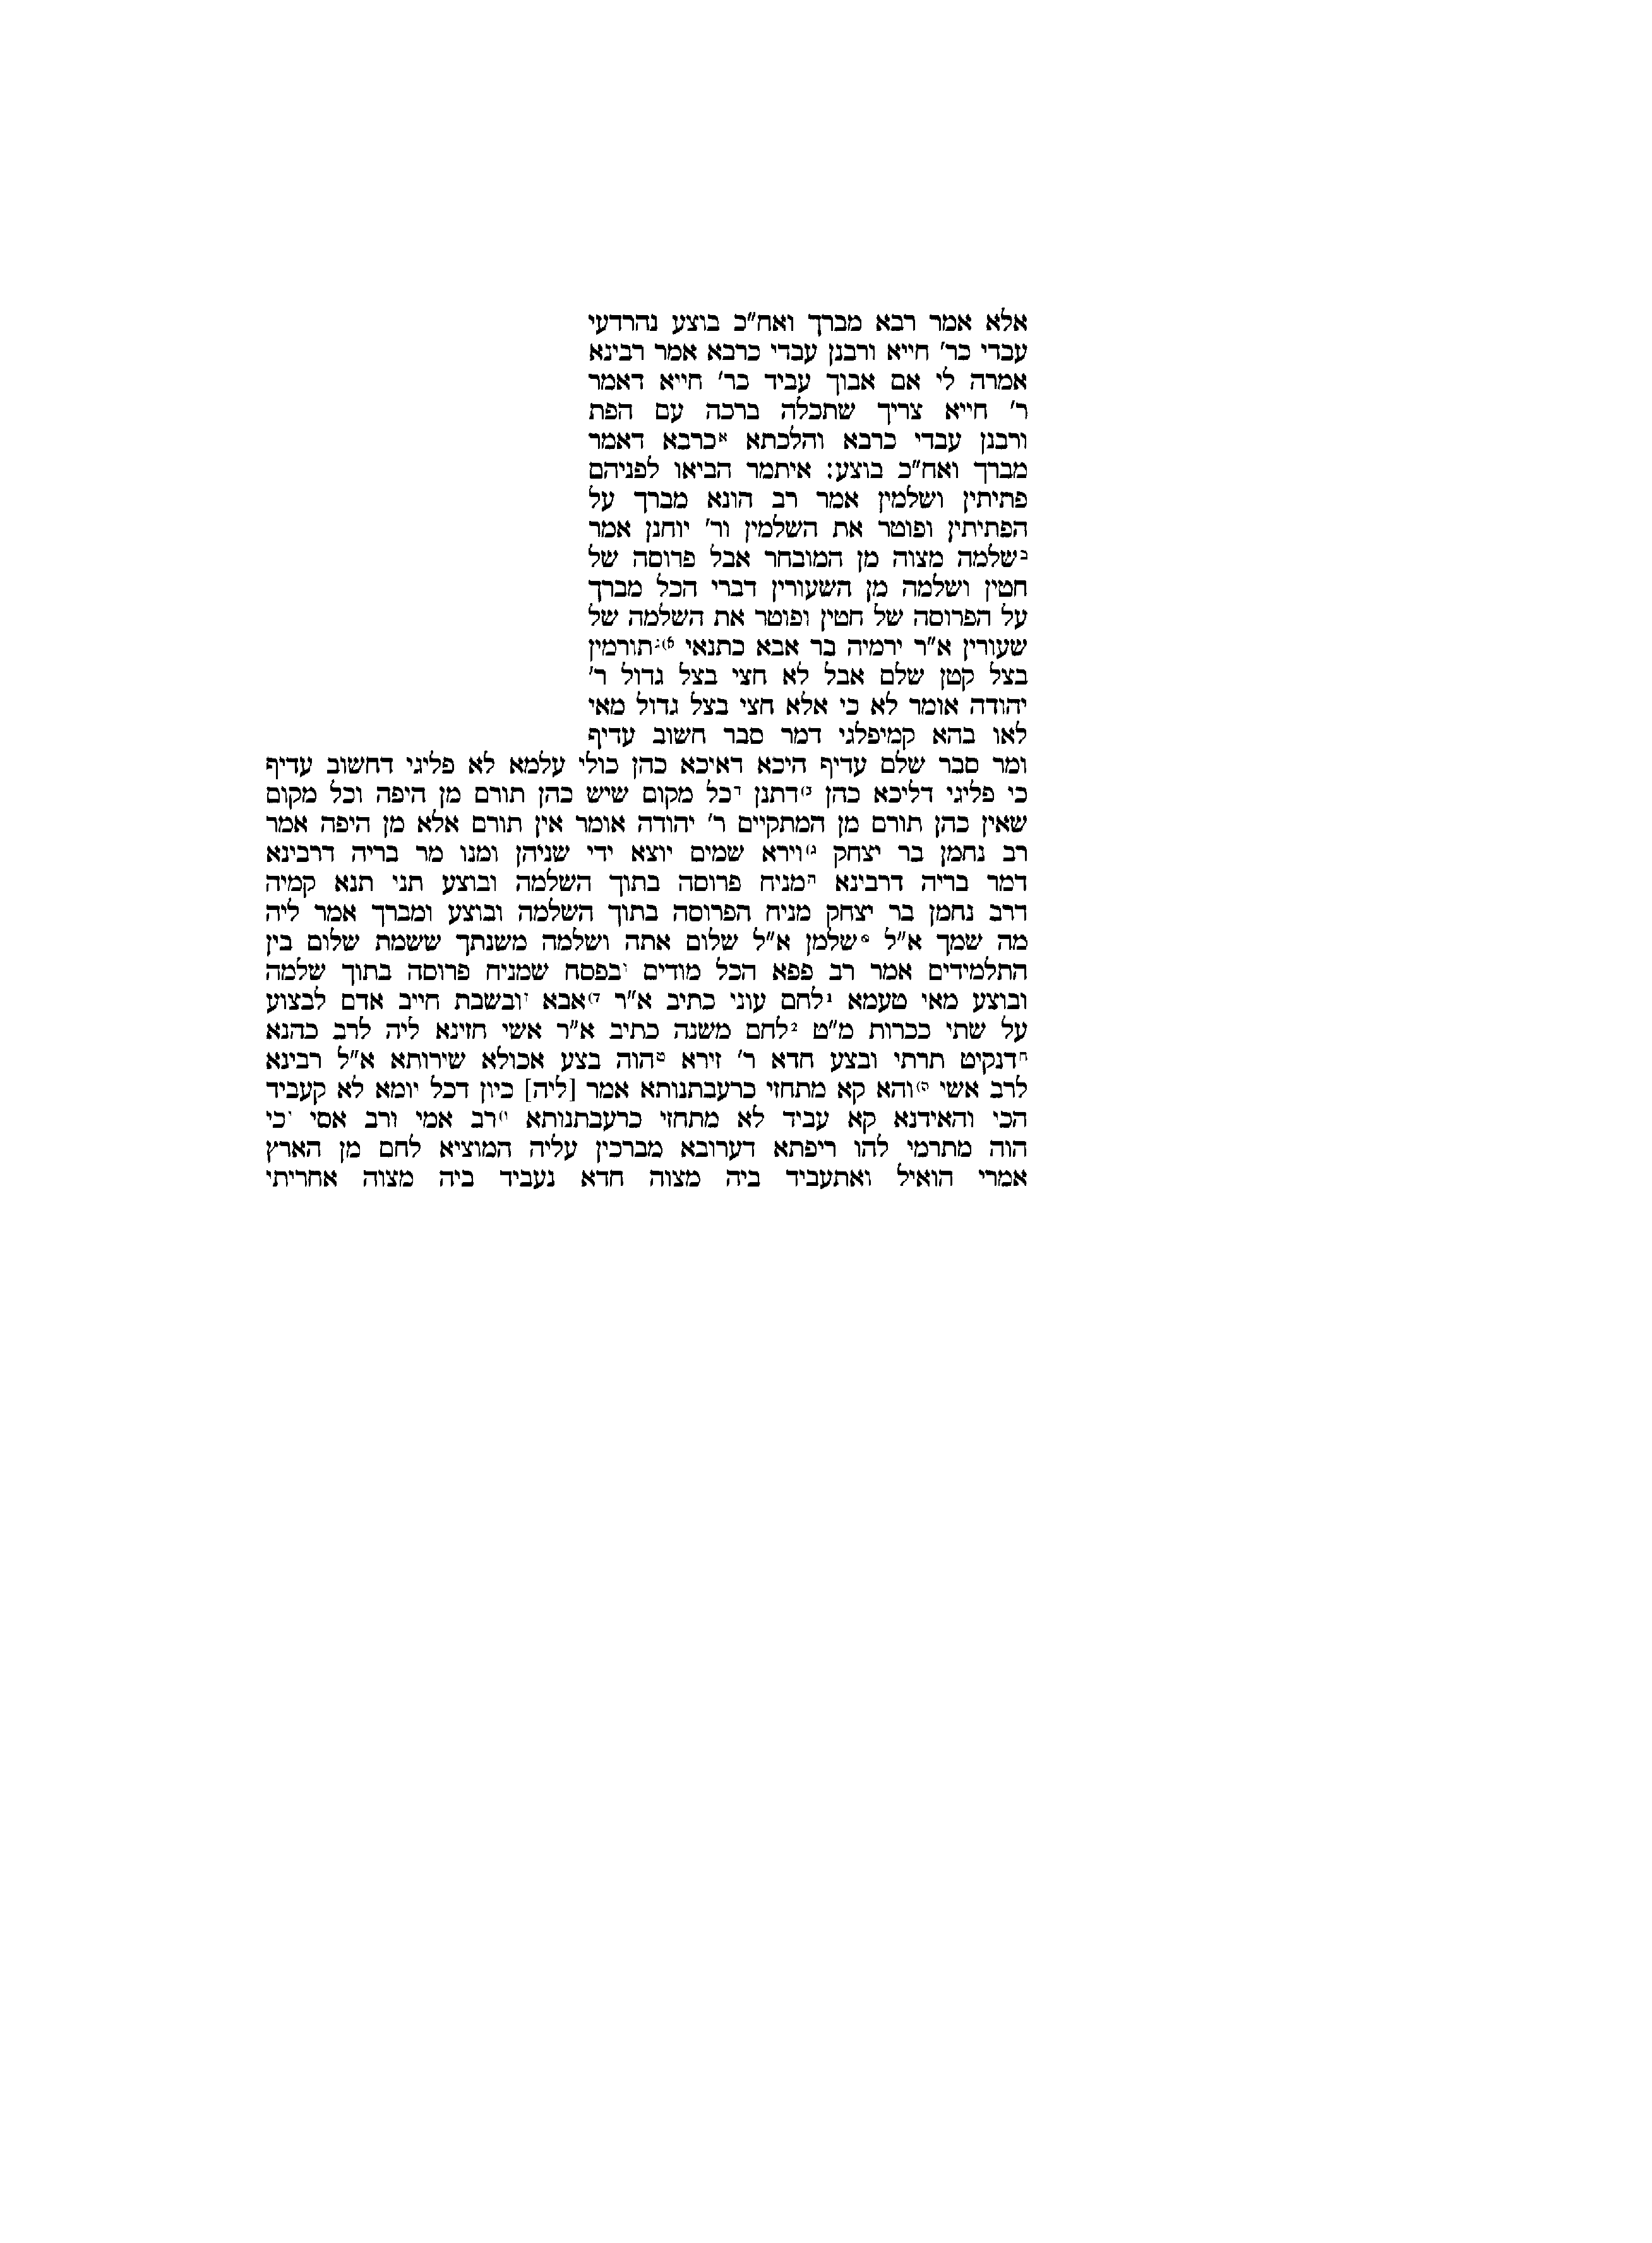 אלא אמר רבא מברך ואח"כ בוצע נהרדעי
עבדי כר' חייא ורבנן עבדי כרבא אמר רבינא
אמרה לי אם אבוך עביד כר' חייא דאמר
ר' חייא צריך שתכלה ברכה עם הפת
ורבנן עבדי כרבא והלכתא אכרבא דאמר
מברך ואח"כ בוצע: איתמר הביאו לפניהם
פתיתין ושלמין אמר רב הונא מברך על
הפתיתין ופוטר את השלמין ור' יוחנן אמר
בשלמה מצוה מן המובחר אבל פרוסה של
חטין ושלמה מן השעורין דברי הכל מברך
על הפרוסה של חטין ופוטר את השלמה של
שעורין א"ר ירמיה בר אבא כתנאי 6)גתורמין
בצל קטן שלם אבל לא חצי בצל גדול ר'
יהודה אומר לא כי אלא חצי בצל גדול מאי
לאו בהא קמיפלגי דמר סבר חשוב עדיף
ומר סבר שלם עדיף היכא דאיכא כהן כולי עלמא לא פליגי דחשוב עדיף
כי פליגי דליכא כהן נ)דתנן דכל מקום שיש כהן תורם מן היפה וכל מקום
שאין כהן תורם מן המתקיים ר' יהודה אומר אין תורם אלא מן היפה אמר
רב נחמן בר יצחק ג)וירא שמים יוצא ידי שניהן ומנו מר בריה דרבינא
דמר בריה דרבינא המניח פרוסה בתוך השלמה ובוצע תני תנא קמיה
דרב נחמן בר יצחק מניח הפרוסה בתוך השלמה ובוצע ומברך אמר ליה
מה שמך א"ל °שלמן א"ל שלום אתה ושלמה משנתך ששמת שלום בין
התלמידים אמר רב פפא הכל מודים ובפסח שמניח פרוסה בתוך שלמה
ובוצע מאי טעמא 1לחם עוני כתיב א"ר ד)אבא זובשבת חייב אדם לבצוע
על שתי ככרות מ"ט 2לחם משנה כתיב א"ר אשי חזינא ליה לרב כהנא
חדנקיט תרתי ובצע חדא ר' זירא טהוה בצע אכולא שירותא א"ל רבינא
לרב אשי ה)והא קא מתחזי כרעבתנותא אמר [ליה] כיון דכל יומא לא קעביד
הכי והאידנא קא עביד לא מתחזי כרעבתנותא ו)רב אמי ורב אסי יכי
הוה מתרמי להו ריפתא דערובא מברכין עליה המוציא לחם מן הארץ
אמרי הואיל ואתעביד ביה מצוה חדא נעביד ביה מצוה אחריתי